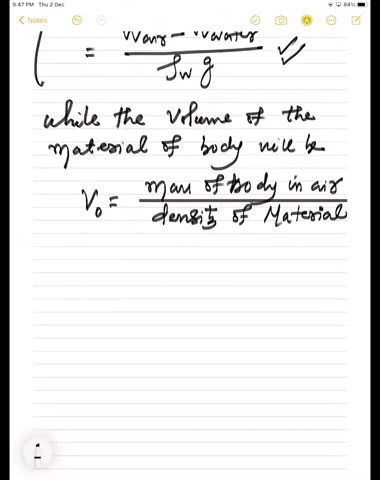 9:47 PM Thu 2 Dec 84%
Notes
= Wair - Wwater / ρw g
while the volume of the
material of body will be
V₀ = mass of body in air / density of Material